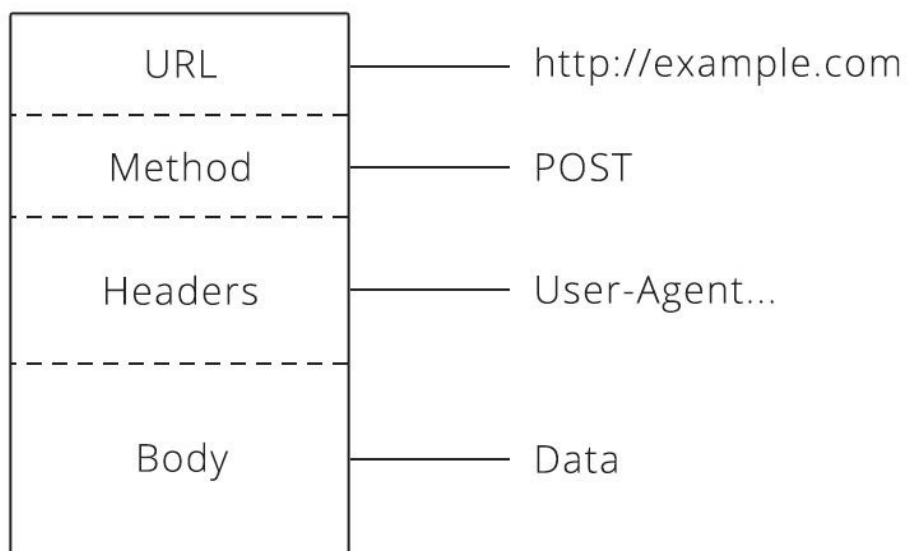 URL http://example.com
Method POST
Headers User-Agent...
Body Data